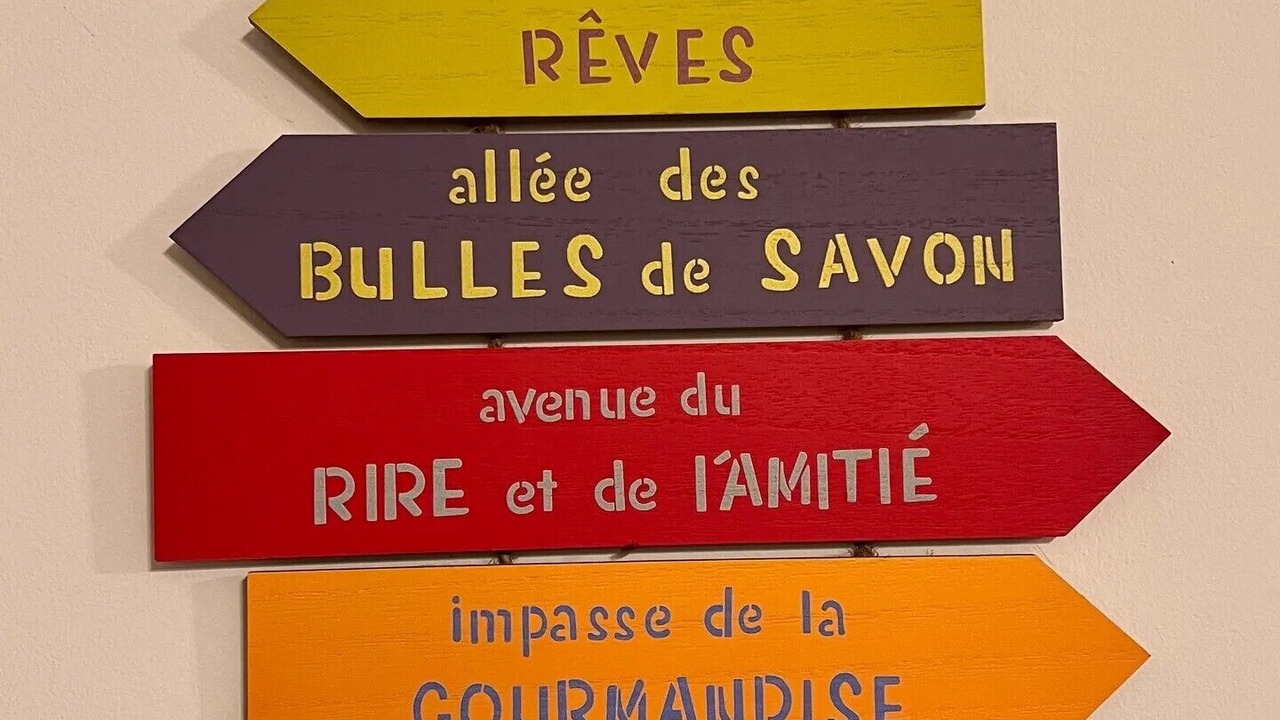 RÊVES
allée des
BULLES de SAVON
avenue du
RIRE et de l'AMITIÉ
impasse de la
GOURMANDISE